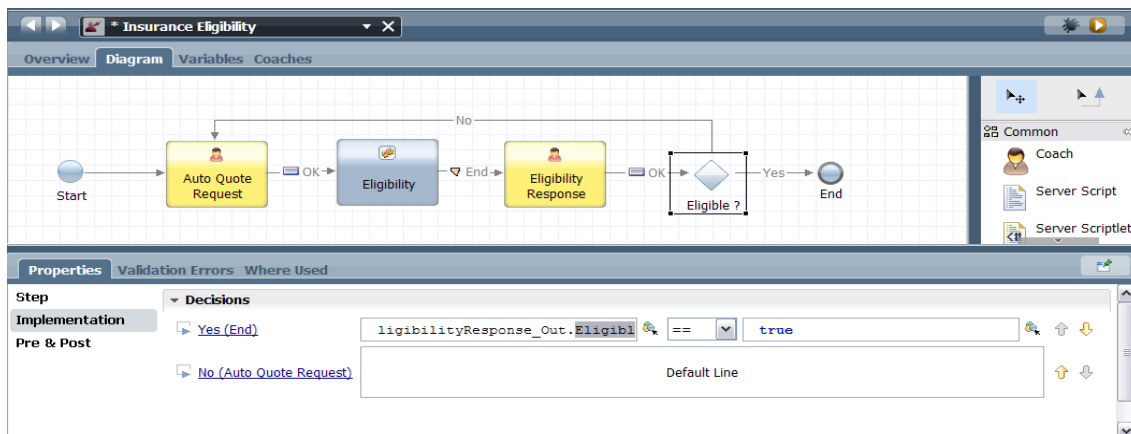 * Insurance Eligibility
Overview Diagram Variables Coaches
No
Start
Auto Quote
Request
OK
Eligibility
End
Eligibility
Response
OK
Eligible ?
Yes
End
Common
Coach
Server Script
Server Scriptlet
Properties Validation Errors Where Used
Step
Implementation
Pre & Post
Decisions
Yes (End) ligibilityResponse_Out.Eligibl == true
No (Auto Quote Request) Default Line